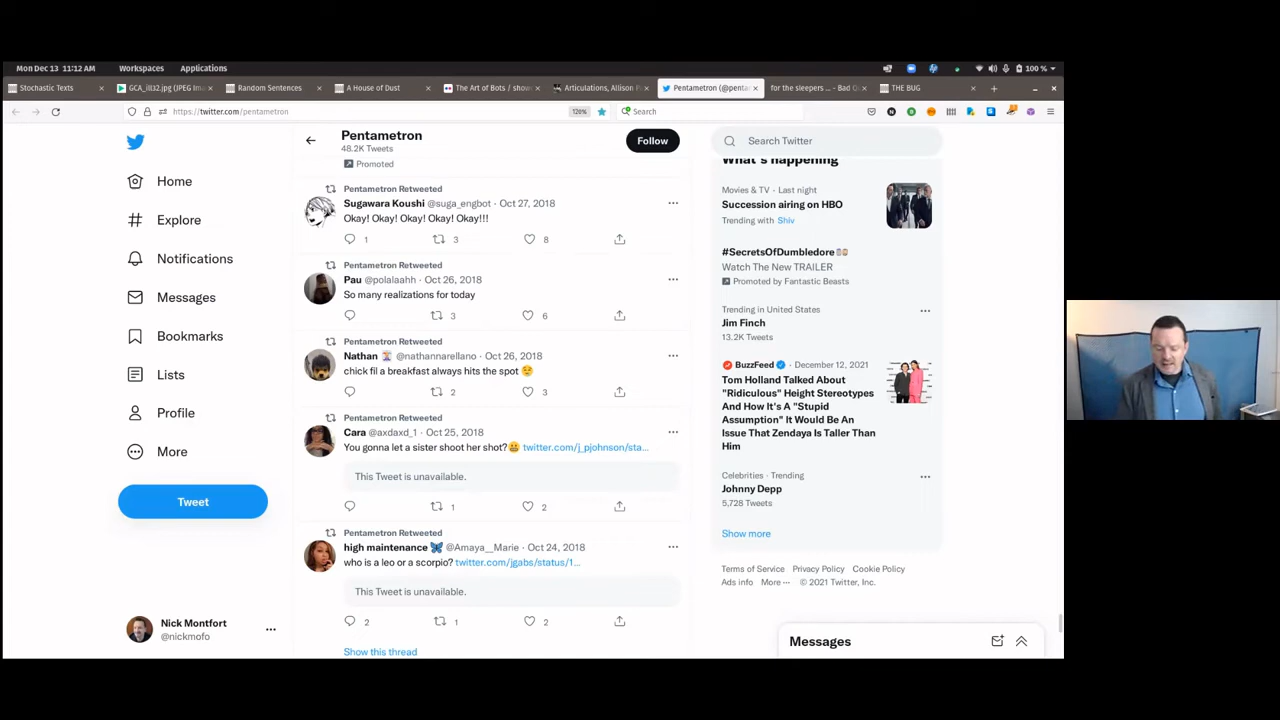 Mon Dec 13 11:12 AM Workspaces Applications 100 %
Stochastic Texts GCA_ill32.jpg (JPEG Ima Random Sentences A House of Dust The Art of Bots / show Articulations, Allison P Pentametron (@penta for the sleepers ... – Bad Q THE BUG
https://twitter.com/pentametron 120% Search
Home
Explore
Notifications
Messages
Bookmarks
Lists
Profile
More
Tweet
Nick Montfort
@nickmofo
Pentametron
48.2K Tweets
Follow
Promoted
Pentametron Retweeted
Sugawara Koushi @suga_engbot · Oct 27, 2018
Okay! Okay! Okay! Okay! Okay!!!
1 3 8
Pentametron Retweeted
Pau @polalaahh · Oct 26, 2018
So many realizations for today
3 6
Pentametron Retweeted
Nathan @nathannarellano · Oct 26, 2018
chick fil a breakfast always hits the spot 😌
2 3
Pentametron Retweeted
Cara @axdaxd_1 · Oct 25, 2018
You gonna let a sister shoot her shot?😬 twitter.com/j_pjohnson/sta...
This Tweet is unavailable.
1 2
Pentametron Retweeted
high maintenance 🦋 @Amaya__Marie · Oct 24, 2018
who is a leo or a scorpio? twitter.com/jgabs/status/1...
This Tweet is unavailable.
2 1 2
Show this thread
Search Twitter
What's happening
Movies & TV · Last night
Succession airing on HBO
Trending with Shiv
#SecretsOfDumbledore
Watch The New TRAILER
Promoted by Fantastic Beasts
Trending in United States
Jim Finch
13.2K Tweets
BuzzFeed · December 12, 2021
Tom Holland Talked About
"Ridiculous" Height Stereotypes
And How It's A "Stupid
Assumption" It Would Be An
Issue That Zendaya Is Taller Than
Him
Celebrities · Trending
Johnny Depp
5,728 Tweets
Show more
Terms of Service Privacy Policy Cookie Policy
Ads info More ··· © 2021 Twitter, Inc.
Messages